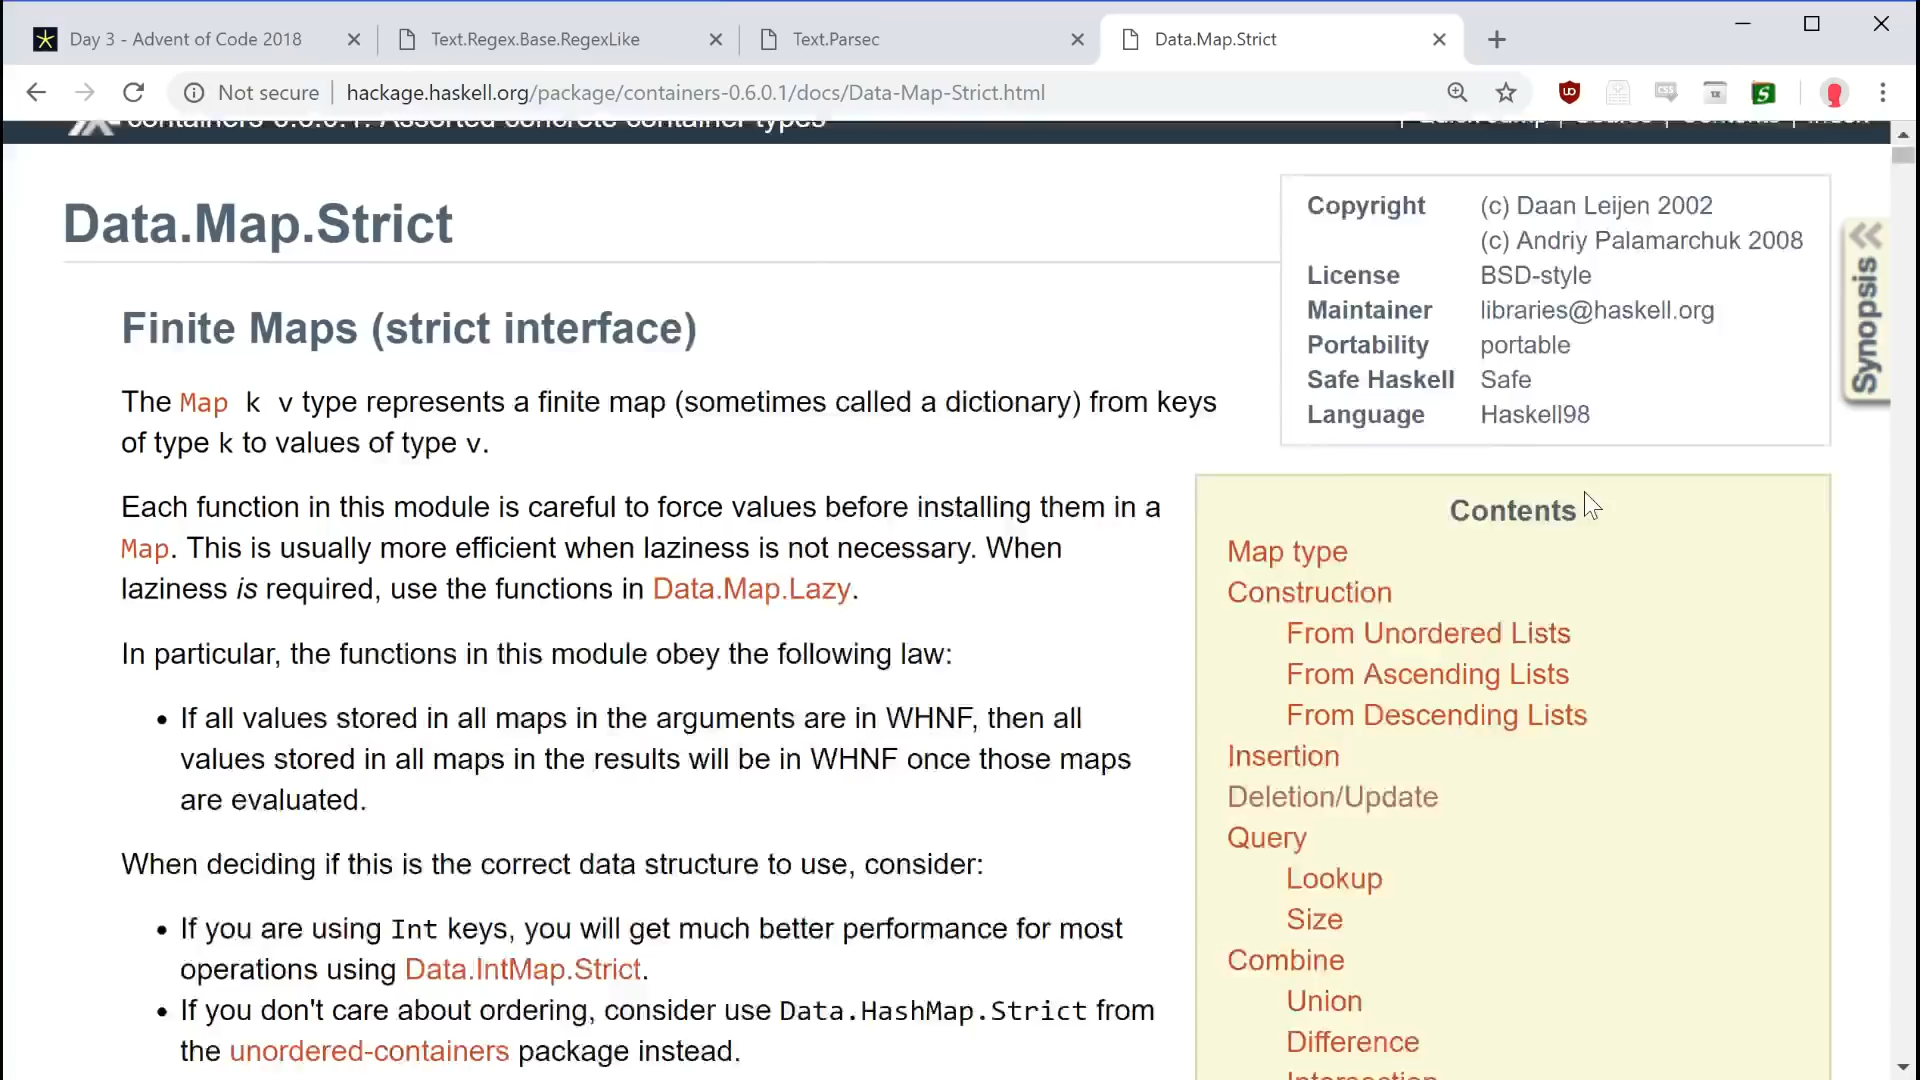 Day 3 - Advent of Code 2018
Text.Regex.Base.RegexLike
Text.Parsec
Data.Map.Strict
Not secure
hackage.haskell.org/package/containers-0.6.0.1/docs/Data-Map-Strict.html
containers-0.6.0.1: Assorted concrete container types
Data.Map.Strict
Copyright (c) Daan Leijen 2002
(c) Andriy Palamarchuk 2008
License BSD-style
Maintainer libraries@haskell.org
Portability portable
Safe Haskell Safe
Language Haskell98
Synopsis
Finite Maps (strict interface)
The Map k v type represents a finite map (sometimes called a dictionary) from keys
of type k to values of type v.
Each function in this module is careful to force values before installing them in a
Map. This is usually more efficient when laziness is not necessary. When
laziness is required, use the functions in Data.Map.Lazy.
In particular, the functions in this module obey the following law:
• If all values stored in all maps in the arguments are in WHNF, then all
values stored in all maps in the results will be in WHNF once those maps
are evaluated.
When deciding if this is the correct data structure to use, consider:
• If you are using Int keys, you will get much better performance for most
operations using Data.IntMap.Strict.
• If you don't care about ordering, consider use Data.HashMap.Strict from
the unordered-containers package instead.
Contents
Map type
Construction
From Unordered Lists
From Ascending Lists
From Descending Lists
Insertion
Deletion/Update
Query
Lookup
Size
Combine
Union
Difference
Intersection